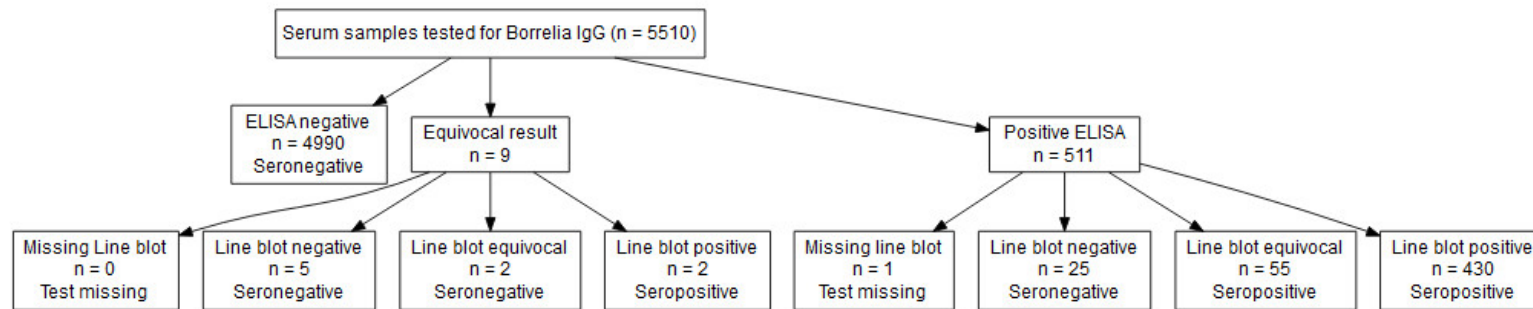 Serum samples tested for Borrelia IgG (n = 5510)
ELISA negative
n = 4990
Seronegative
Equivocal result
n = 9
Positive ELISA
n = 511
Missing Line blot
n = 0
Test missing
Line blot negative
n = 5
Seronegative
Line blot equivocal
n = 2
Seronegative
Line blot positive
n = 2
Seropositive
Missing line blot
n = 1
Test missing
Line blot negative
n = 25
Seronegative
Line blot equivocal
n = 55
Seropositive
Line blot positive
n = 430
Seropositive